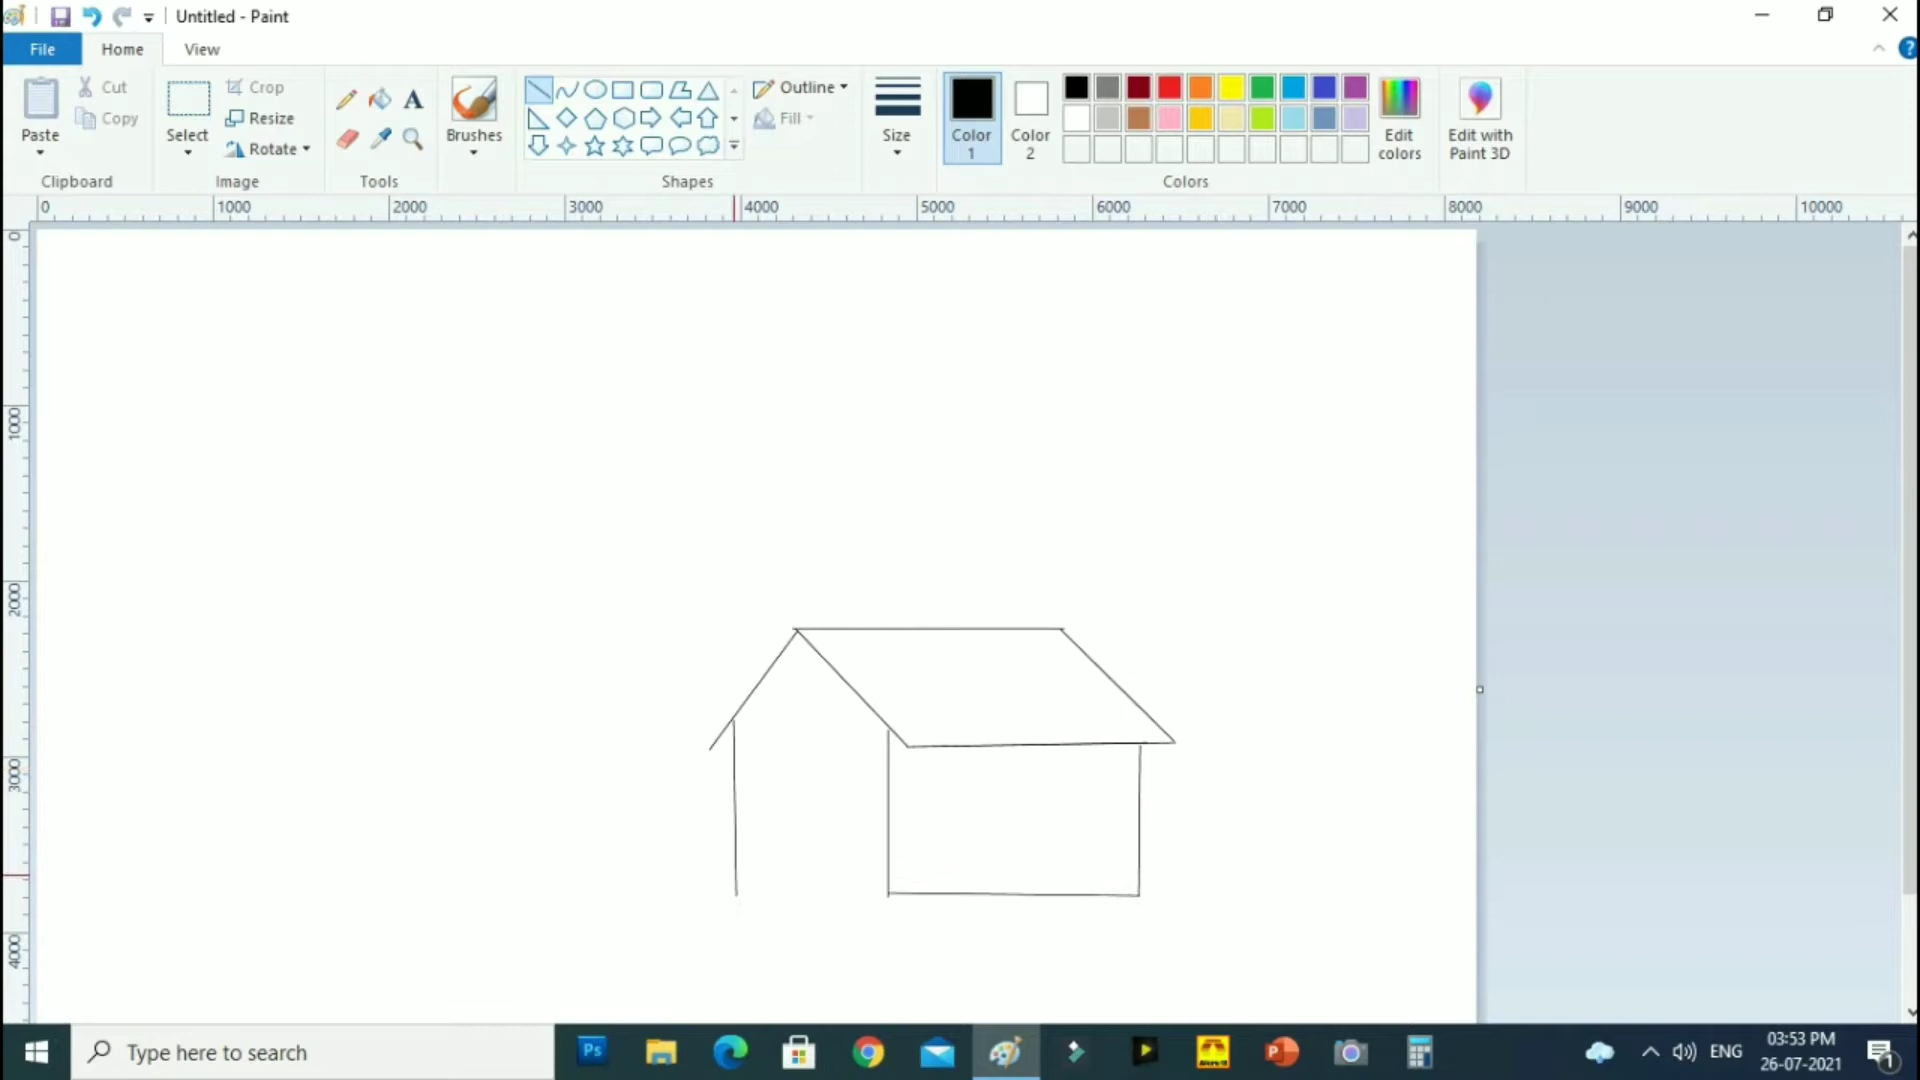 Untitled - Paint
File Home View
Paste
Cut
Copy
Clipboard
Select
Crop
Resize
Rotate
Image
A
Tools
Brushes
Outline
Fill
Shapes
Size
Color 1
Color 2
Edit colors
Colors
Edit with Paint 3D
?
0 1000 2000 3000 4000 5000 6000 7000 8000 9000 10000
0
1000
2000
3000
4000
Type here to search
Ps
P
ENG
03:53 PM
26-07-2021
1